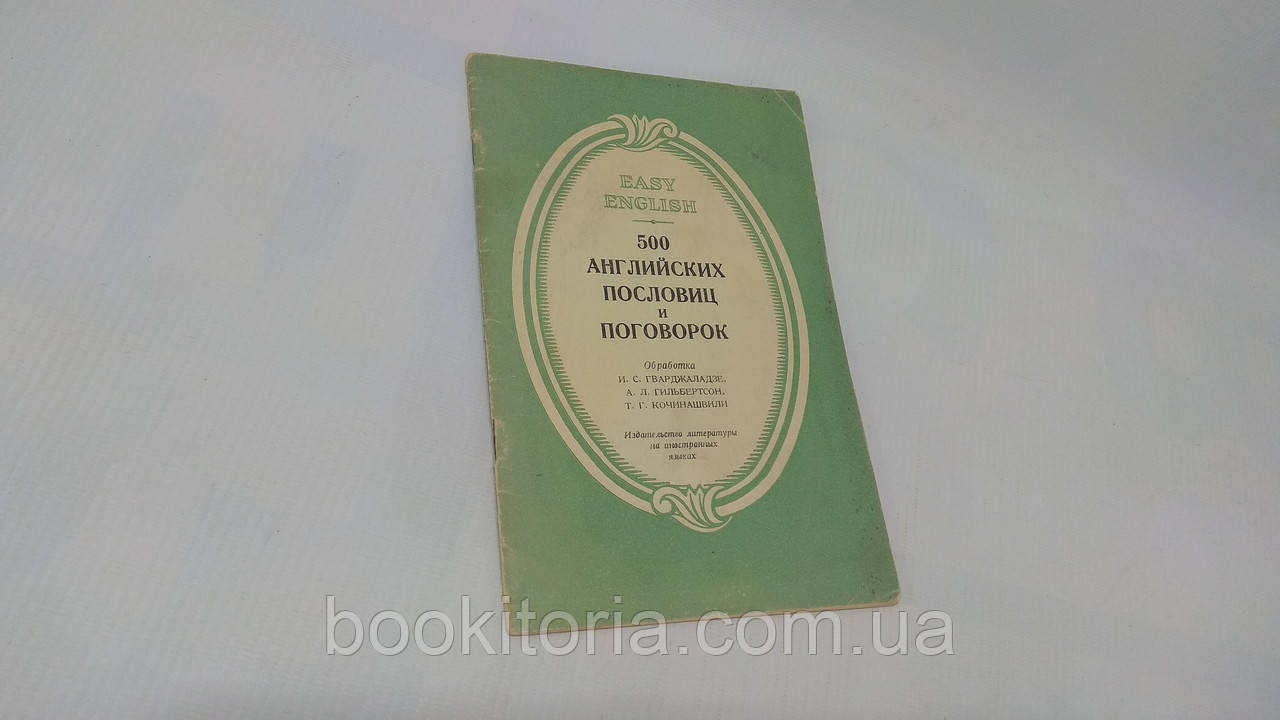 EASY
ENGLISH
500
АНГЛИЙСКИХ
ПОСЛОВИЦ
и
ПОГОВОРОК
Обработка
И. С. ГВАРДЖАЛАДЗЕ,
А. Л. ГИЛЬБЕРТСОН,
Т. Г. КОЧИНАШВИЛИ
Издательство литературы
на иностранных
языках
bookitoria.com.ua